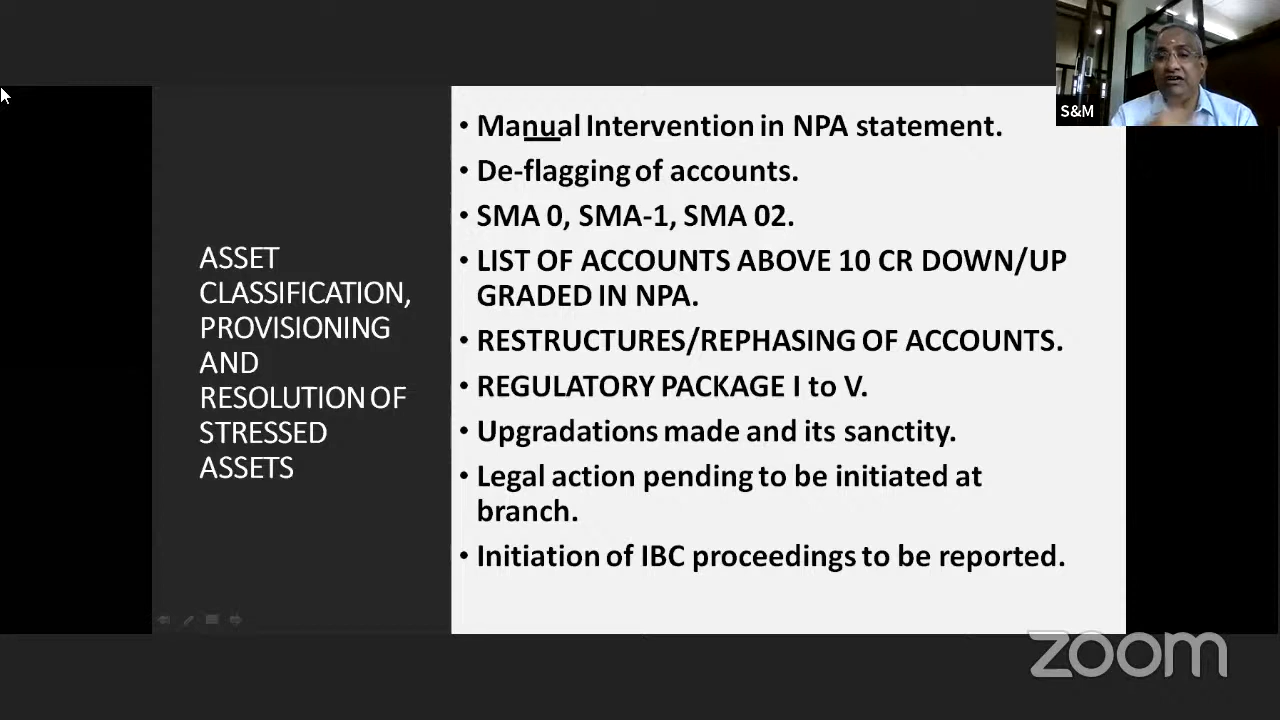 S&M
ASSET
CLASSIFICATION,
PROVISIONING
AND
RESOLUTION OF
STRESSED
ASSETS
• Manual Intervention in NPA statement.
• De-flagging of accounts.
• SMA 0, SMA-1, SMA 02.
• LIST OF ACCOUNTS ABOVE 10 CR DOWN/UP
GRADED IN NPA.
• RESTRUCTURES/REPHASING OF ACCOUNTS.
• REGULATORY PACKAGE I to V.
• Upgradations made and its sanctity.
• Legal action pending to be initiated at
branch.
• Initiation of IBC proceedings to be reported.
zoom